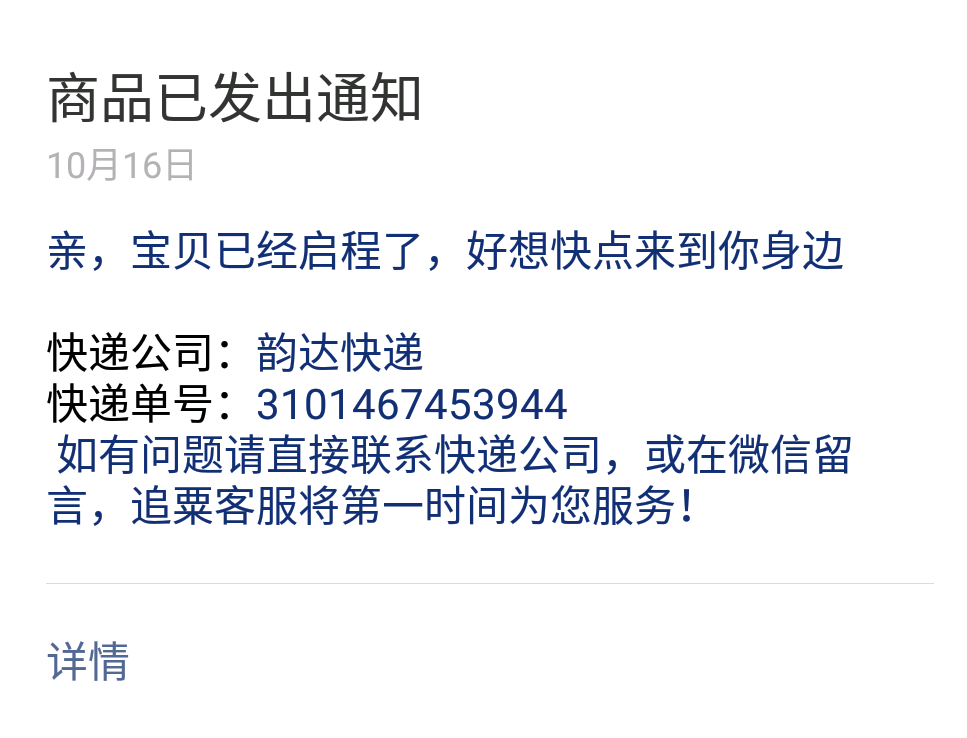 商品已发出通知
10月16日
亲，宝贝已经启程了，好想快点来到你身边
快递公司：韵达快递
快递单号：3101467453944
如有问题请直接联系快递公司，或在微信留
言，追粟客服将第一时间为您服务！
详情